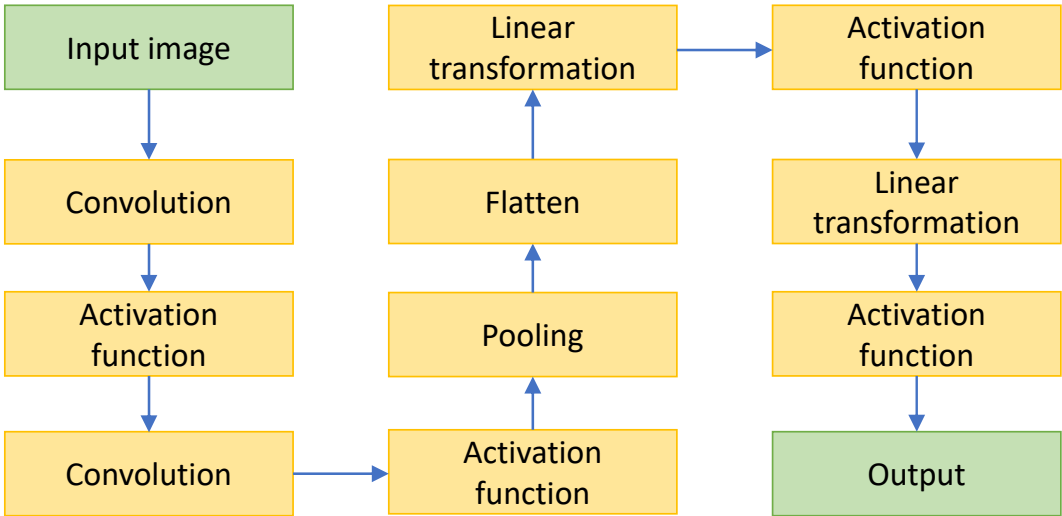 Input image
Convolution
Activation
function
Convolution
Activation
function
Pooling
Flatten
Linear
transformation
Activation
function
Linear
transformation
Activation
function
Output